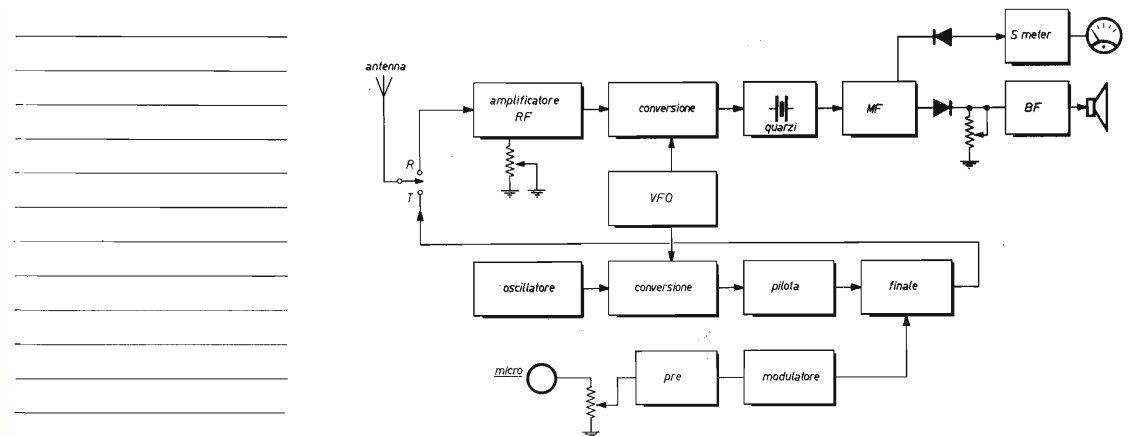 S meter
antenna
amplificatore
RF
conversione
quarzi
MF
BF
R
T
VFO
oscillatore
conversione
pilota
finale
micro
pre
modulatore